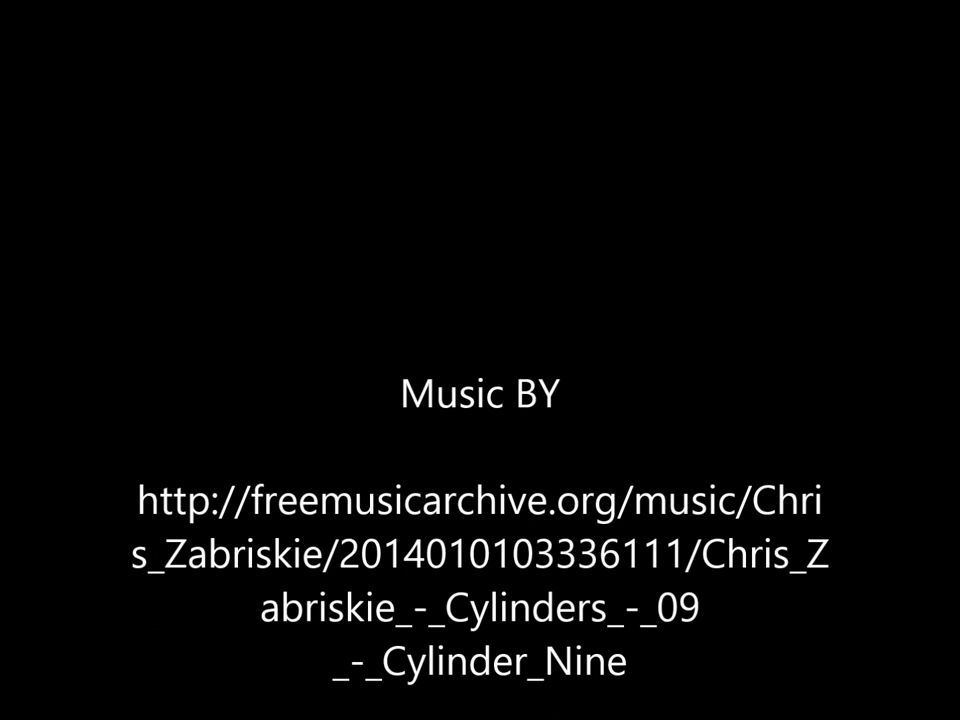 Music BY
http://freemusicarchive.org/music/Chri
s_Zabriskie/2014010103336111/Chris_Z
abriskie_-_Cylinders_-_09
_-_Cylinder_Nine